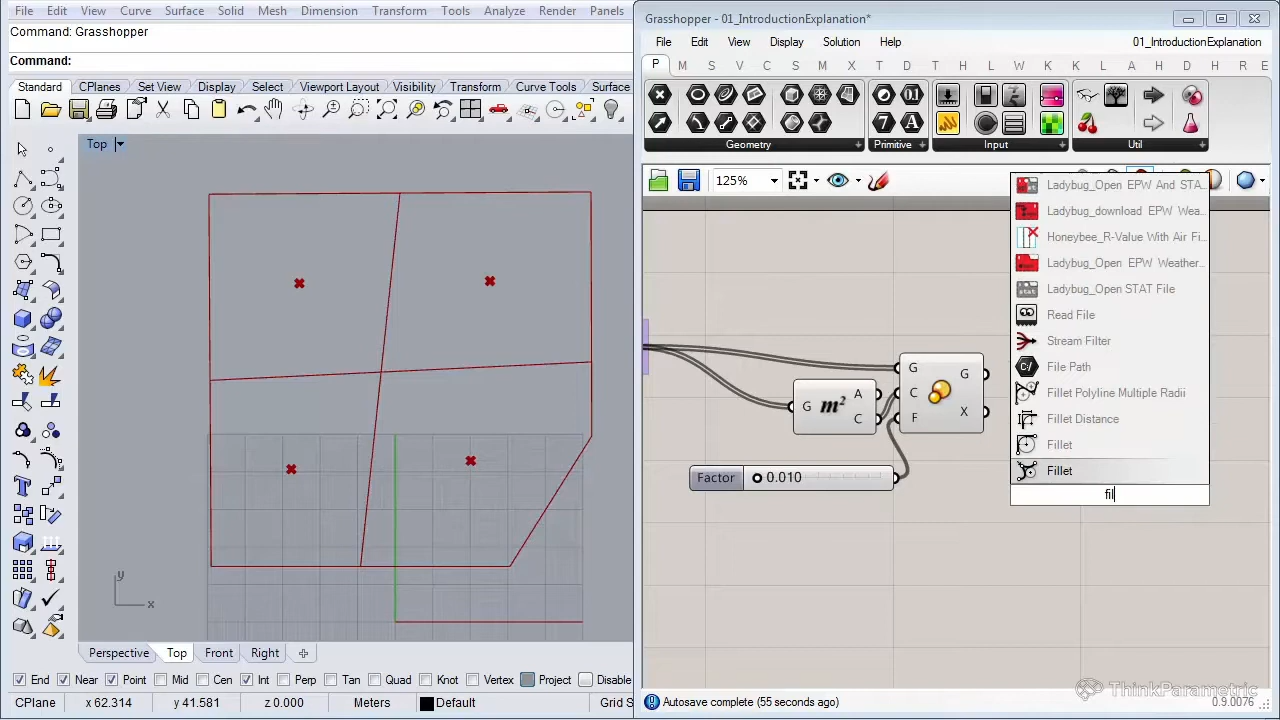 File Edit View Curve Surface Solid Mesh Dimension Transform Tools Analyze Render Panels
Command: Grasshopper
Command:
Standard CPlanes Set View Display Select Viewport Layout Visibility Transform Curve Tools Surface
Top
Grasshopper - 01_IntroductionExplanation*
File Edit View Display Solution Help 01_IntroductionExplanation
P M S V C S M X T D T H L W K K L A D H R E
Geometry Primitive Input Util
125%
Ladybug_Open EPW And STA...
Ladybug_download EPW Wea...
Honeybee_R-Value With Air Fi...
Ladybug_Open EPW Weather...
Ladybug_Open STAT File
Read File
Stream Filter
File Path
Fillet Polyline Multiple Radii
Fillet Distance
Fillet
Fillet
fil
G m² A C
G C F G X
Factor 0.010
y
x
Perspective Top Front Right
End Near Point Mid Cen Int Perp Tan Quad Knot Vertex Project Disable
CPlane x 62.314 y 41.581 z 0.000 Meters Default Grid S
Autosave complete (55 seconds ago)
ThinkParametric
0.9.0076